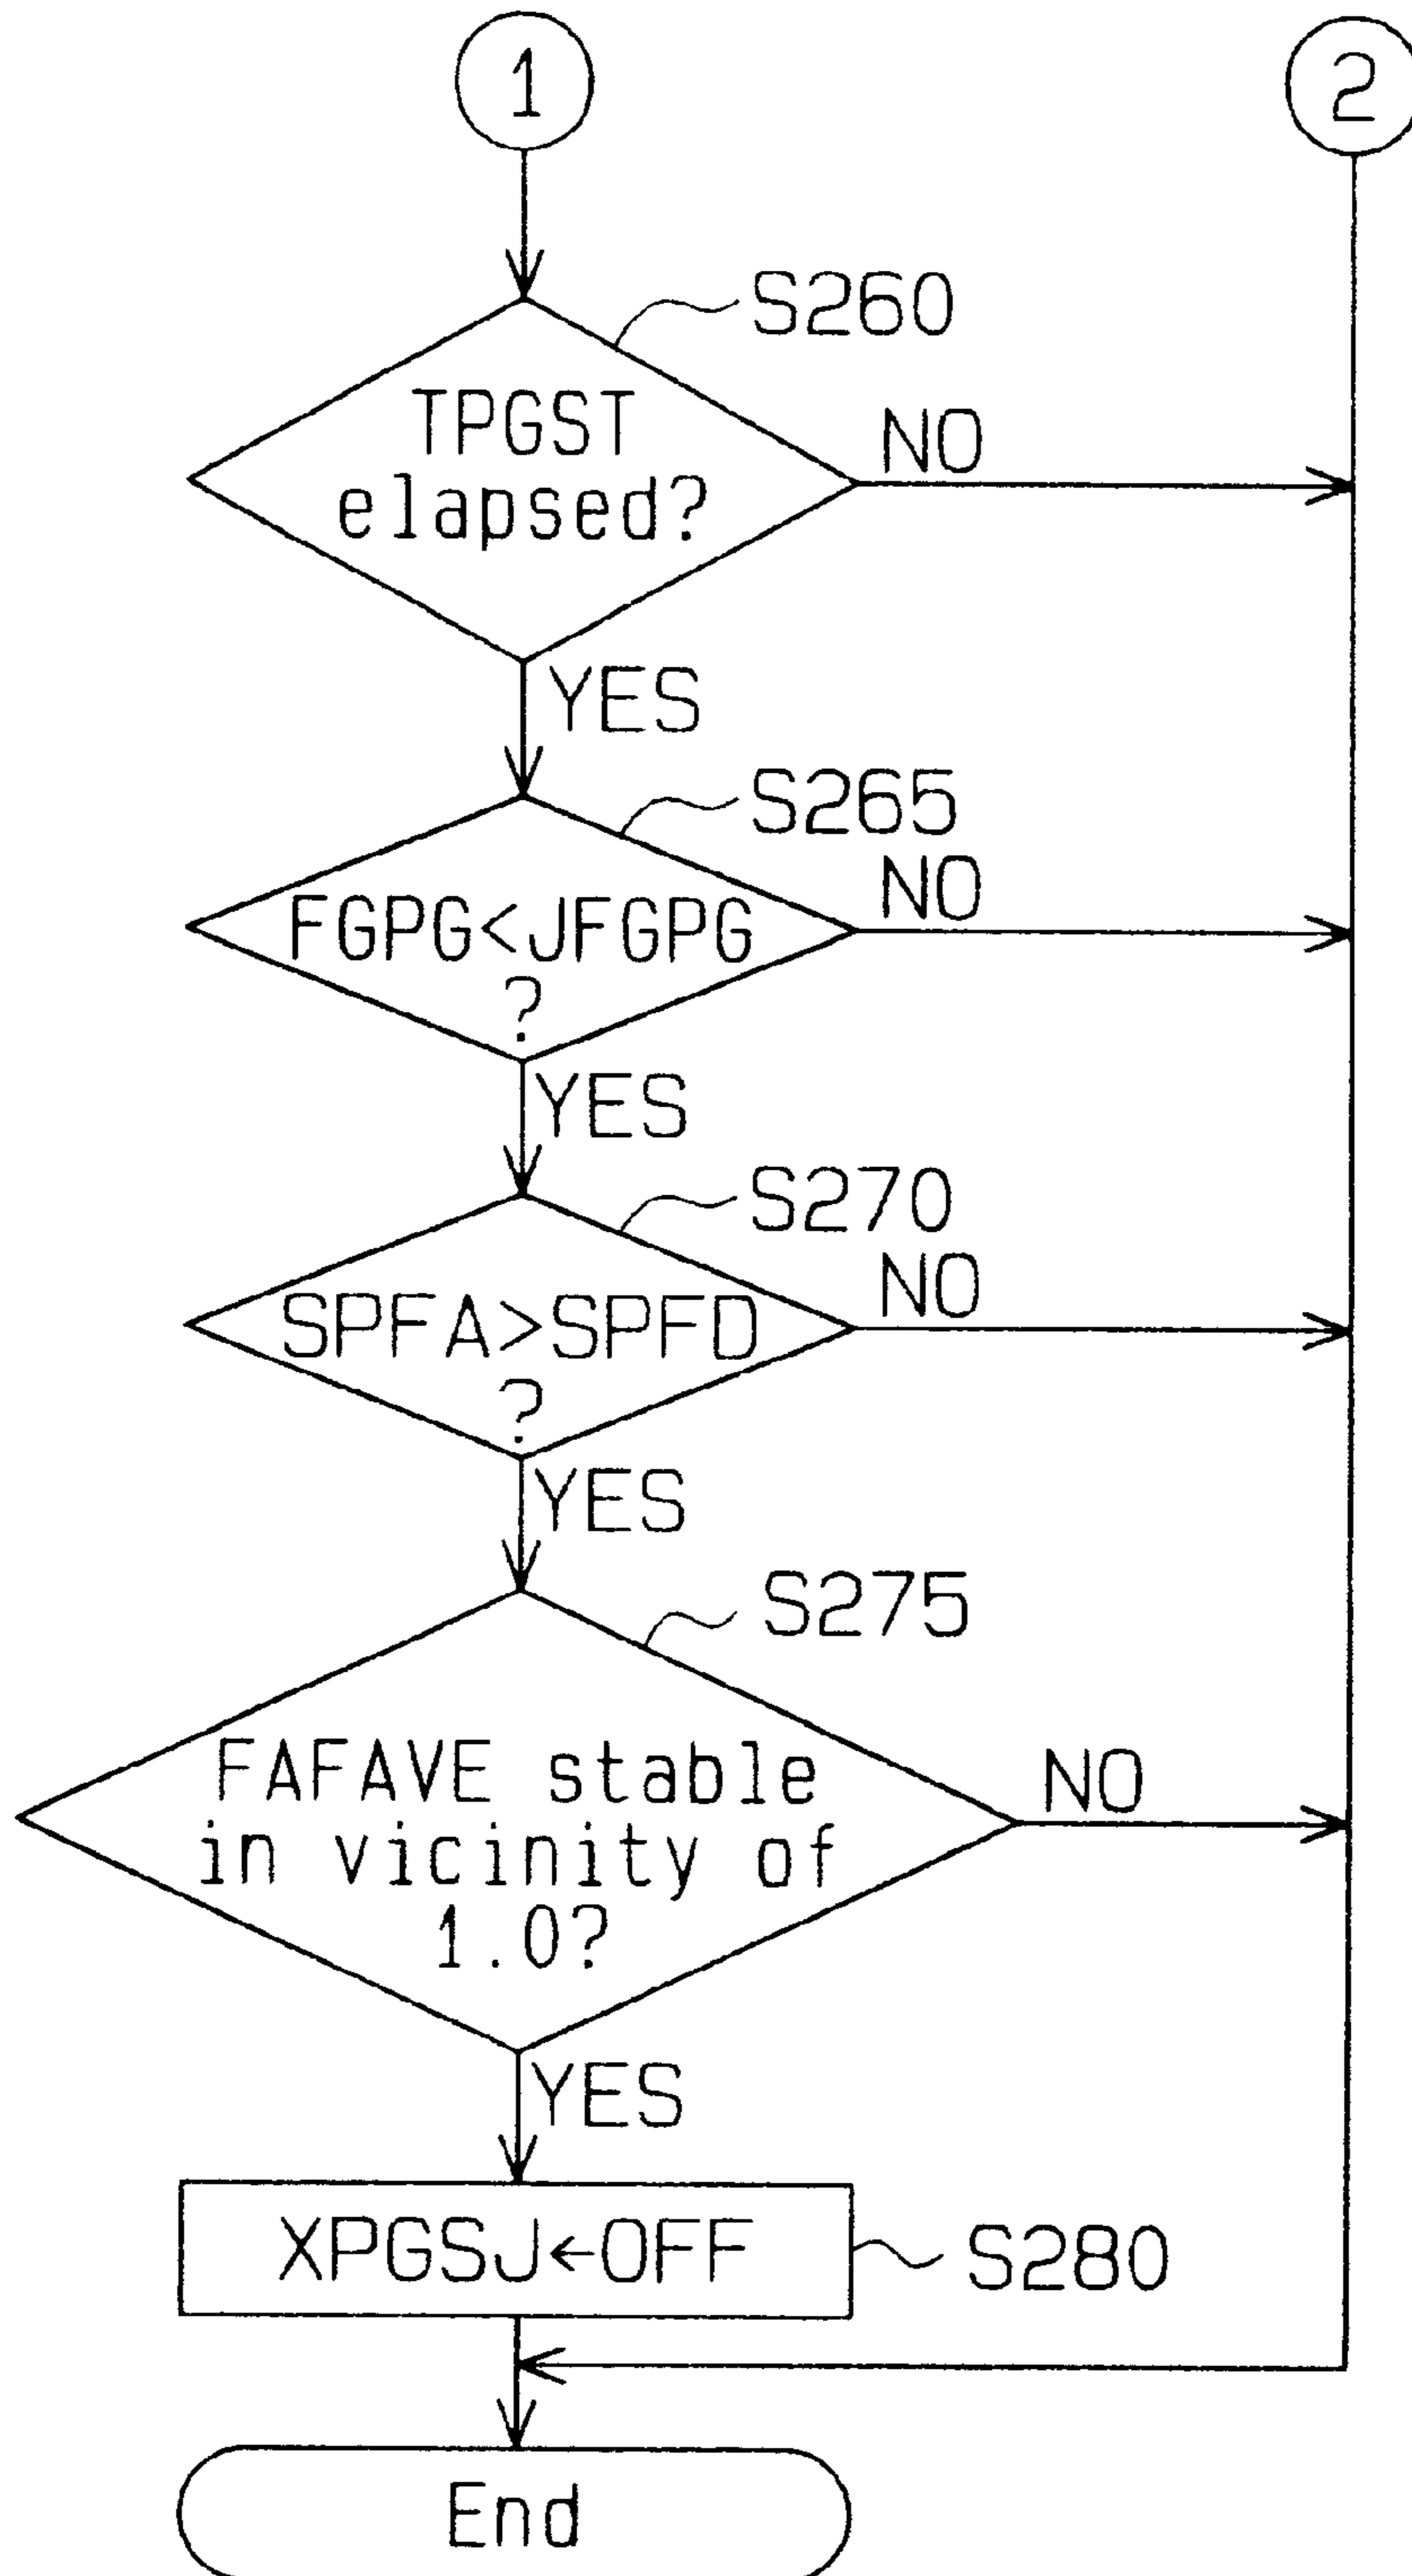 1
2
S260
TPGST
elapsed?
NO
YES
S265
FGPG<JFGPG
?
NO
YES
S270
SPFA>SPFD
?
NO
YES
S275
FAFAVE stable
in vicinity of
1.0?
NO
YES
XPGSJ←OFF
S280
End